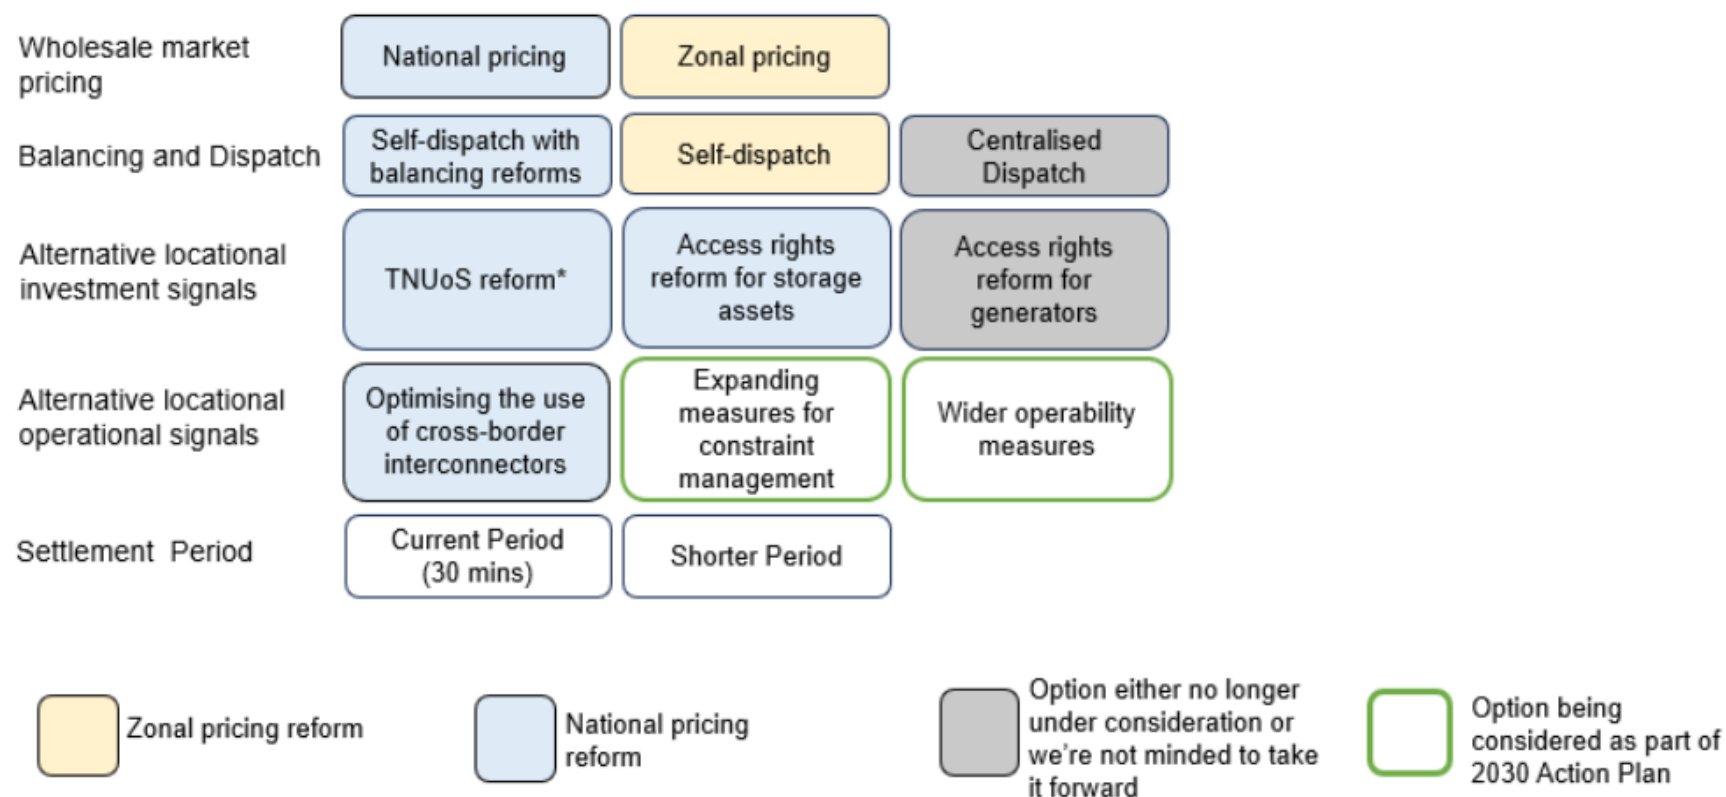 Wholesale market
pricing
National pricing
Zonal pricing
Balancing and Dispatch
Self-dispatch with
balancing reforms
Self-dispatch
Centralised
Dispatch
Alternative locational
investment signals
TNUoS reform*
Access rights
reform for storage
assets
Access rights
reform for
generators
Alternative locational
operational signals
Optimising the use
of cross-border
interconnectors
Expanding
measures for
constraint
management
Wider operability
measures
Settlement Period
Current Period
(30 mins)
Shorter Period
Zonal pricing reform
National pricing
reform
Option either no longer
under consideration or
we're not minded to take
it forward
Option being
considered as part of
2030 Action Plan